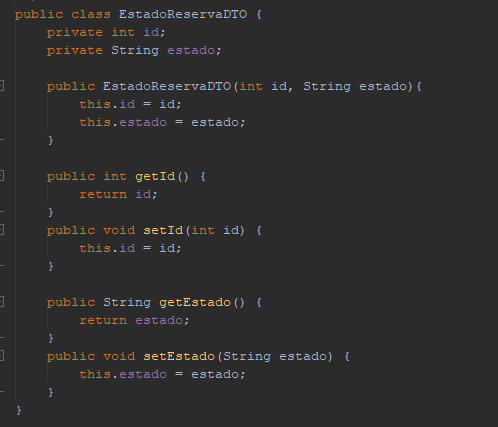 public class EstadoReservaDTO {
    private int id;
    private String estado;

    public EstadoReservaDTO(int id, String estado){
        this.id = id;
        this.estado = estado;
    }

    public int getId() {
        return id;
    }
    public void setId(int id) {
        this.id = id;
    }

    public String getEstado() {
        return estado;
    }
    public void setEstado(String estado) {
        this.estado = estado;
    }
}